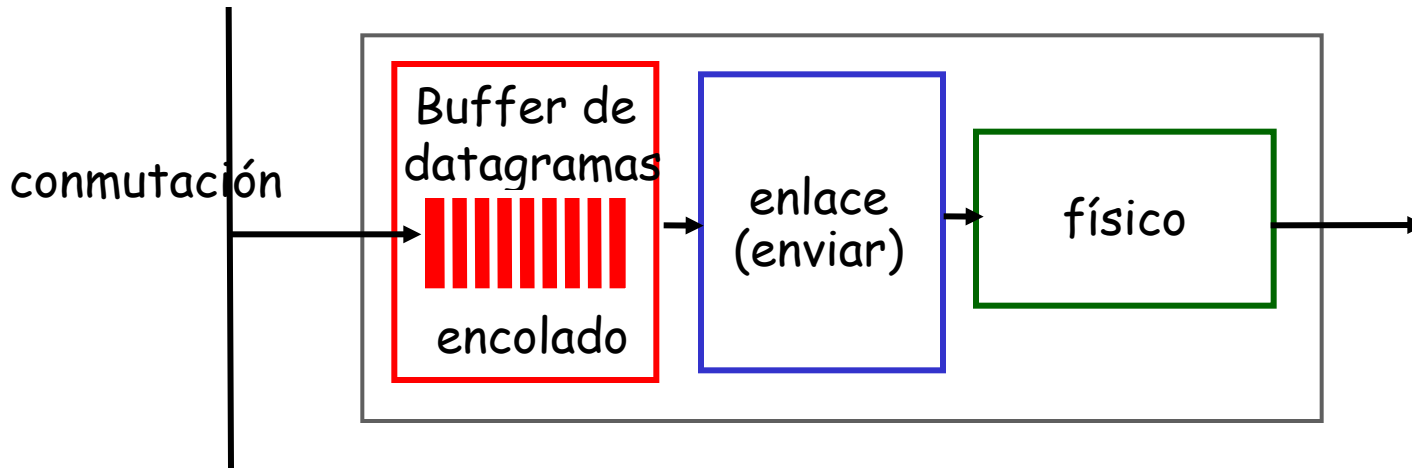 conmutación
Buffer de
datagramas
encolado
enlace
(enviar)
físico